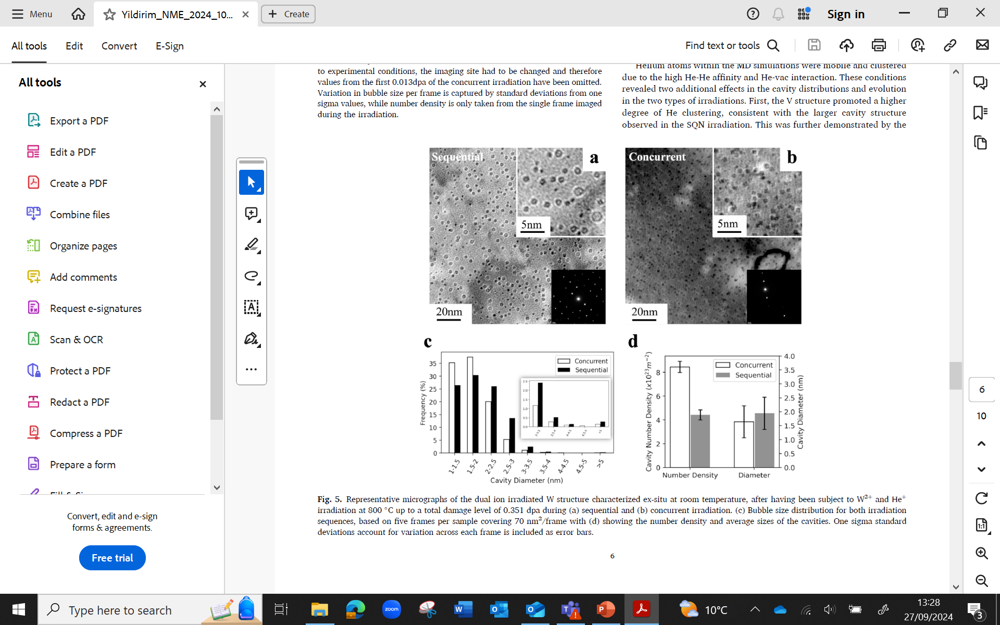 Menu
Yildirim_NME_2024_10...
Create
Sign in
All tools
Edit
Convert
E-Sign
Find text or tools
All tools
Export a PDF
Edit a PDF
Create a PDF
Combine files
Organize pages
Add comments
Request e-signatures
Scan & OCR
Protect a PDF
Redact a PDF
Compress a PDF
Prepare a form
Convert, edit and e-sign
forms & agreements.
Free trial
to experimental conditions, the imaging site had to be changed and therefore
values from the first 0.013dpa of the concurrent irradiation have been omitted.
Variation in bubble size per frame is captured by standard deviations from one
sigma values, while number density is only taken from the single frame imaged
during the irradiation.
Helium atoms within the MD simulations were mobile and clustered
due to the high He-He affinity and He-vac interaction. These conditions
revealed two additional effects in the cavity distributions and evolution
in the two types of irradiations. First, the V structure promoted a higher
degree of He clustering, consistent with the larger cavity structure
observed in the SQN irradiation. This was further demonstrated by the
Sequential
a
5nm
20nm
Concurrent
b
5nm
20nm
c
Frequency (%)
35
30
25
20
15
10
5
0
Concurrent
Sequential
2.5
2.0
1.5
1.0
0.5
0.0
3-3.5
3.5-4
4-4.5
4.5-5
>5
1-1.5
1.5-2
2-2.5
2.5-3
3-3.5
3.5-4
4-4.5
4.5-5
>5
Cavity Diameter (nm)
d
Cavity Number Density (x10²³m⁻²)
8
6
4
2
0
Concurrent
Sequential
4.0
3.5
3.0
2.5
2.0
1.5
1.0
0.5
0.0
Cavity Diameter (nm)
Number Density
Diameter
Fig. 5. Representative micrographs of the dual ion irradiated W structure characterized ex-situ at room temperature, after having been subject to W²⁺ and He⁺
irradiation at 800 °C up to a total damage level of 0.351 dpa during (a) sequential and (b) concurrent irradiation. (c) Bubble size distribution for both irradiation
sequences, based on five frames per sample covering 70 nm²/frame with (d) showing the number density and average sizes of the cavities. One sigma standard
deviations account for variation across each frame is included as error bars.
6
6
10
1:1
Type here to search
zoom
10°C
13:28
27/09/2024
3